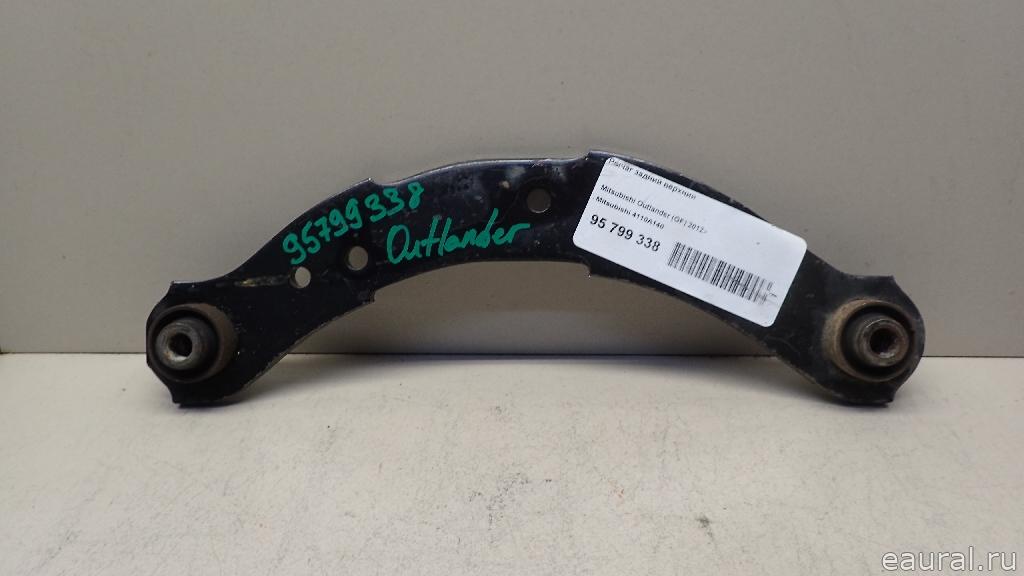 95799338
Outlander
Рычаг задний верхний
Mitsubishi Outlander (GF) 2012>
Mitsubishi 4110A140
95 799 338
eaural.ru